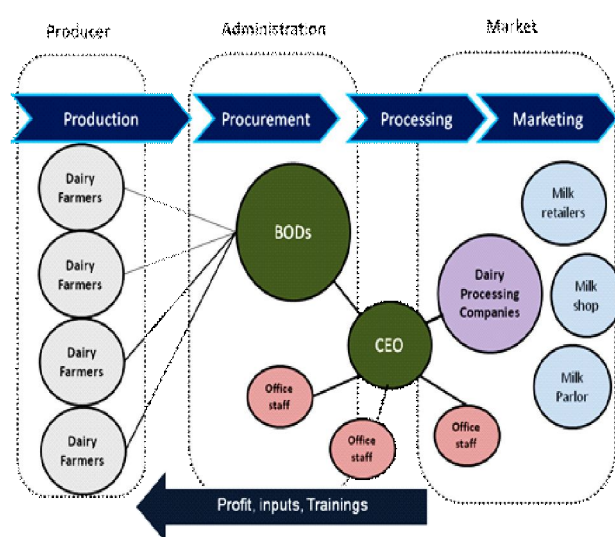 Producer
Administration
Market
Production
Procurement
Processing
Marketing
Dairy
Farmers
Dairy
Farmers
Dairy
Farmers
Dairy
Farmers
BODs
CEO
Office
staff
Office
staff
Office
staff
Dairy
Processing
Companies
Milk
retailers
Milk
shop
Milk
Parlor
Profit, inputs, Trainings